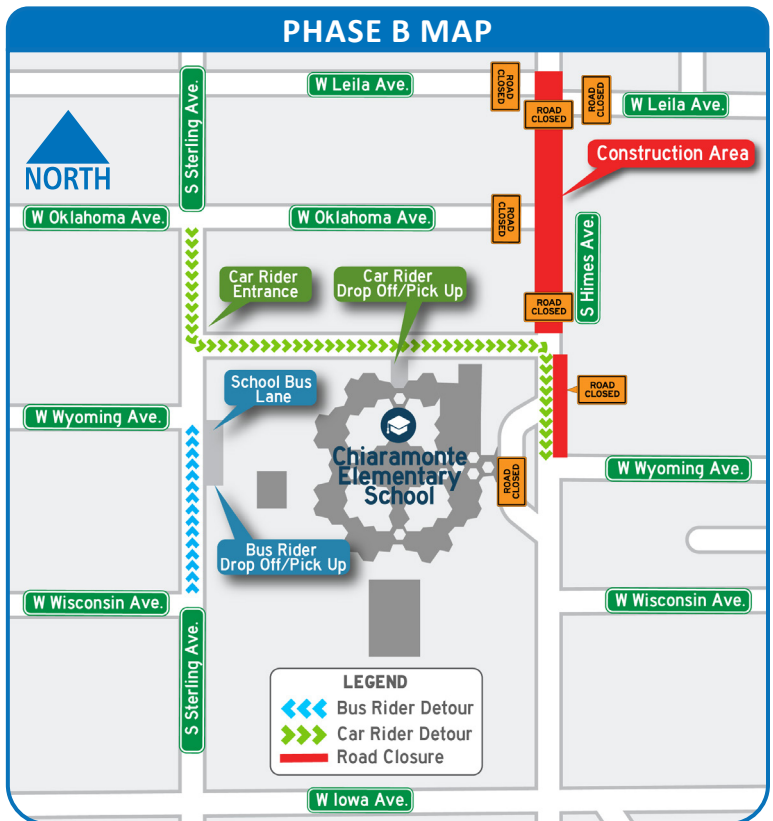 PHASE B MAP
W Leila Ave.
ROAD
CLOSED
ROAD
CLOSED
ROAD
CLOSED
W Leila Ave.
S Sterling Ave.
NORTH
Construction Area
W Oklahoma Ave.
W Oklahoma Ave.
ROAD
CLOSED
S Himes Ave.
Car Rider
Entrance
Car Rider
Drop Off/Pick Up
ROAD
CLOSED
School Bus
Lane
ROAD
CLOSED
W Wyoming Ave.
Chiaramonte
Elementary
School
W Wyoming Ave.
ROAD
CLOSED
Bus Rider
Drop Off/Pick Up
W Wisconsin Ave.
W Wisconsin Ave.
S Sterling Ave.
LEGEND
Bus Rider Detour
Car Rider Detour
Road Closure
W Iowa Ave.